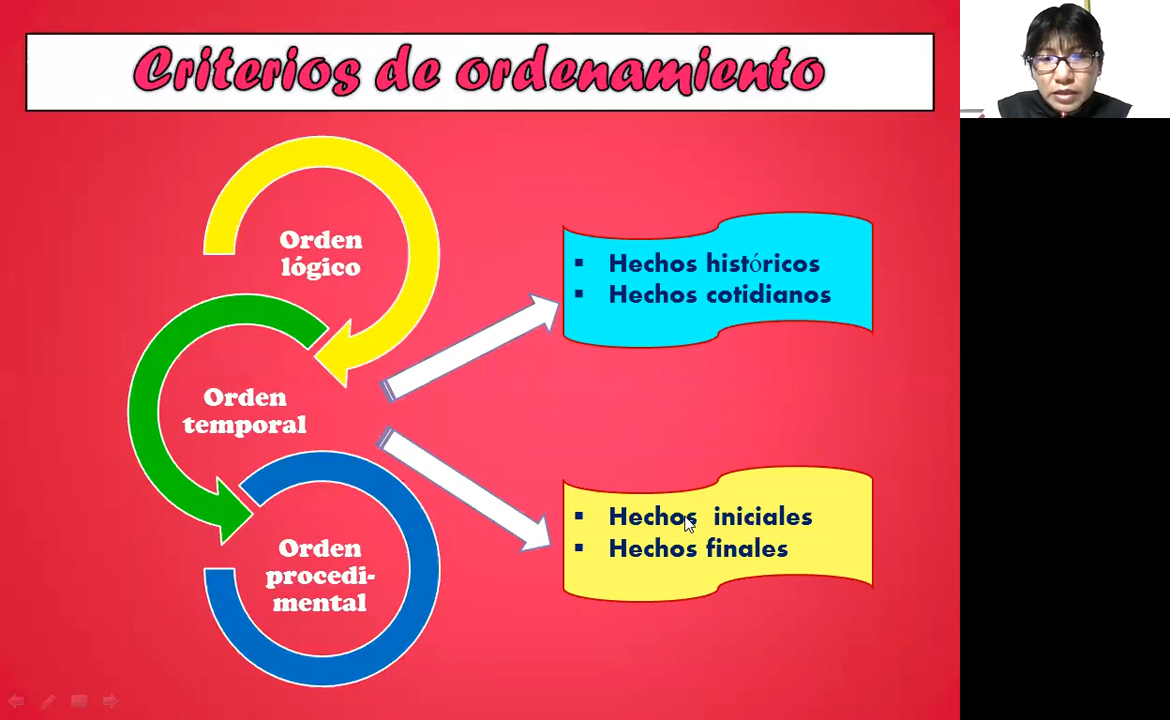 Criterios de ordenamiento
Orden
lógico
Orden
temporal
Orden
procedi-
mental
▪ Hechos históricos
▪ Hechos cotidianos
▪ Hechos iniciales
▪ Hechos finales